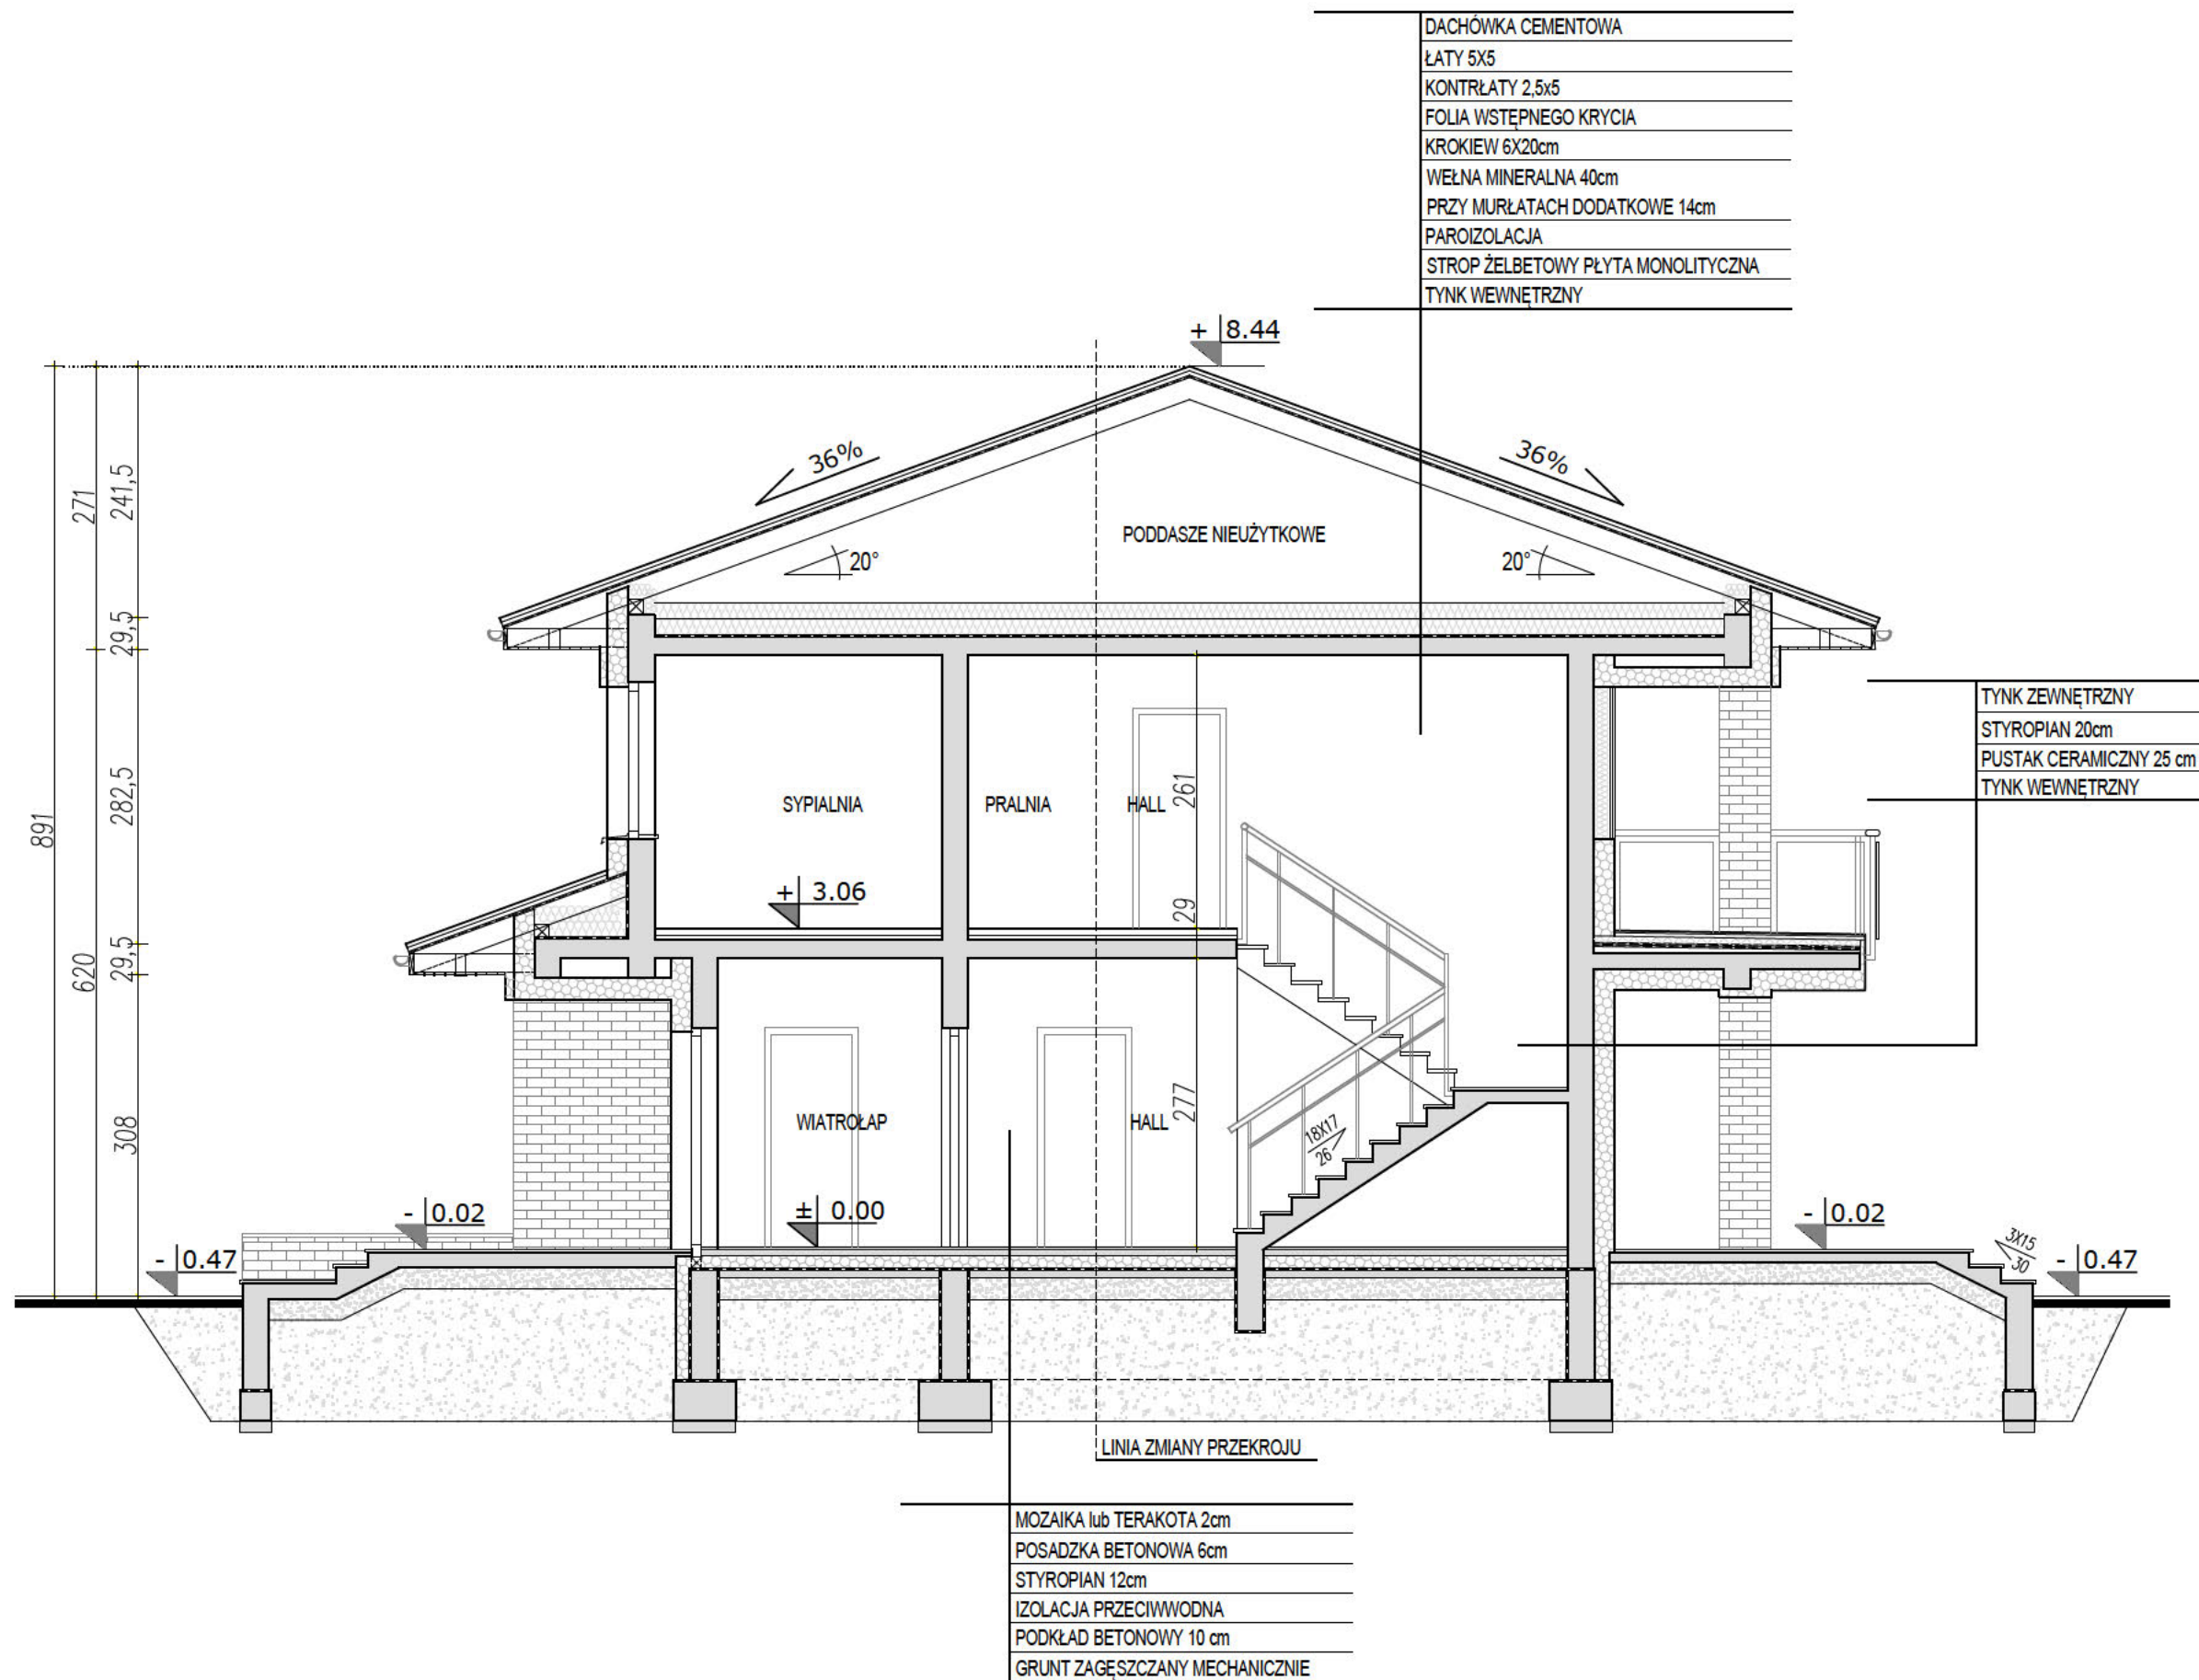 DACHÓWKA CEMENTOWA
ŁATY 5X5
KONTRŁATY 2,5x5
FOLIA WSTĘPNEGO KRYCIA
KROKIEW 6X20cm
WEŁNA MINERALNA 40cm
PRZY MURŁATACH DODATKOWE 14cm
PAROIZOLACJA
STROP ŻELBETOWY PŁYTA MONOLITYCZNA
TYNK WEWNĘTRZNY
+ 8.44
36%
36%
271
241,5
PODDASZE NIEUŻYTKOWE
20°
20°
29,5
TYNK ZEWNĘTRZNY
STYROPIAN 20cm
PUSTAK CERAMICZNY 25 cm
TYNK WEWNĘTRZNY
891
282,5
SYPIALNIA
PRALNIA
HALL
261
+ 3.06
29
620
29,5
308
WIATROŁAP
HALL
277
18X17
26
- 0.02
± 0.00
- 0.02
- 0.47
3X15
30
- 0.47
LINIA ZMIANY PRZEKROJU
MOZAIKA lub TERAKOTA 2cm
POSADZKA BETONOWA 6cm
STYROPIAN 12cm
IZOLACJA PRZECIWWODNA
PODKŁAD BETONOWY 10 cm
GRUNT ZAGĘSZCZANY MECHANICZNIE